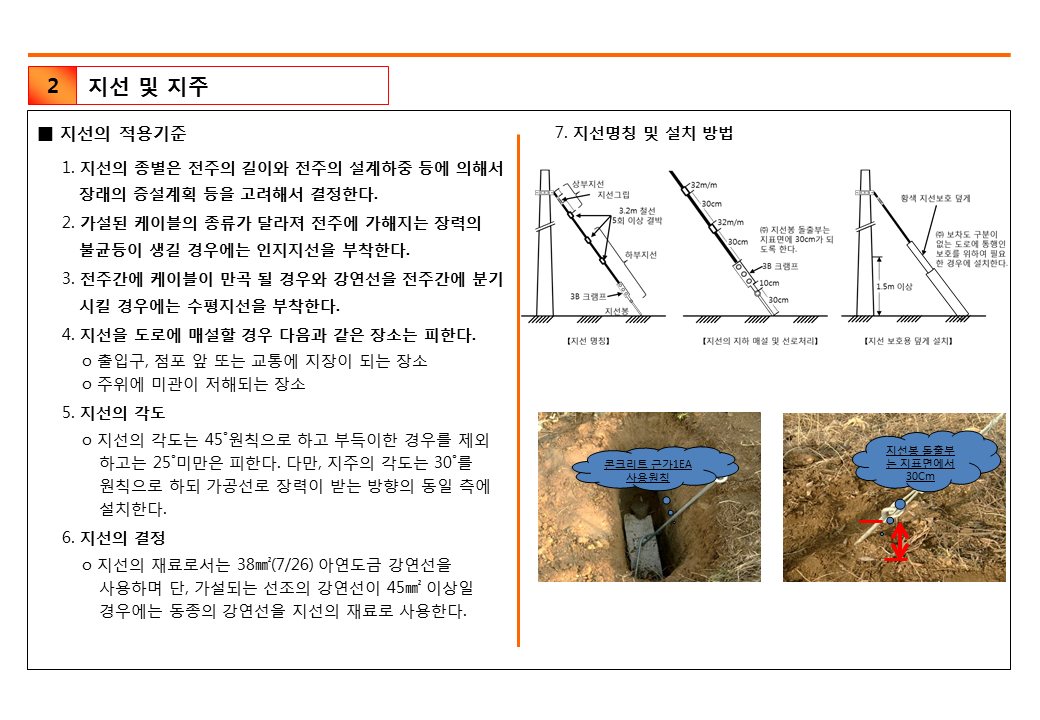 2
지선 및 지주
■ 지선의 적용기준
1. 지선의 종별은 전주의 길이와 전주의 설계하중 등에 의해서
장래의 증설계획 등을 고려해서 결정한다.
2. 가설된 케이블의 종류가 달라져 전주에 가해지는 장력의
불균등이 생길 경우에는 인지지선을 부착한다.
3. 전주간에 케이블이 만곡 될 경우와 강연선을 전주간에 분기
시킬 경우에는 수평지선을 부착한다.
4. 지선을 도로에 매설할 경우 다음과 같은 장소는 피한다.
ο 출입구, 점포 앞 또는 교통에 지장이 되는 장소
ο 주위에 미관이 저해되는 장소
5. 지선의 각도
ο 지선의 각도는 45˚원칙으로 하고 부득이한 경우를 제외
하고는 25˚미만은 피한다. 다만, 지주의 각도는 30˚를
원칙으로 하되 가공선로 장력이 받는 방향의 동일 측에
설치한다.
6. 지선의 결정
ο 지선의 재료로서는 38㎟(7/26) 아연도금 강연선을
사용하며 단, 가설되는 선조의 강연선이 45㎟ 이상일
경우에는 동종의 강연선을 지선의 재료로 사용한다.
7. 지선명칭 및 설치 방법
상부지선
지선그립
3.2m 철선
5회 이상 결박
하부지선
3B 크램프
지선봉
【지선 명칭】
32m/m
30cm
32m/m
30cm
㈜ 지선봉 돌출부는
지표면에 30cm가 되
도록 한다.
3B 크램프
10cm
30cm
【지선의 지하 매설 및 선로처리】
황색 지선보호 덮게
㈜ 보차도 구분이
없는 도로에 통행인
보호를 위하여 필요
한 경우에 설치한다.
1.5m 이상
【지선 보호용 덮게 설치】
콘크리트 근가1EA
사용원칙
지선봉 돌출부
는 지표면에서
30Cm